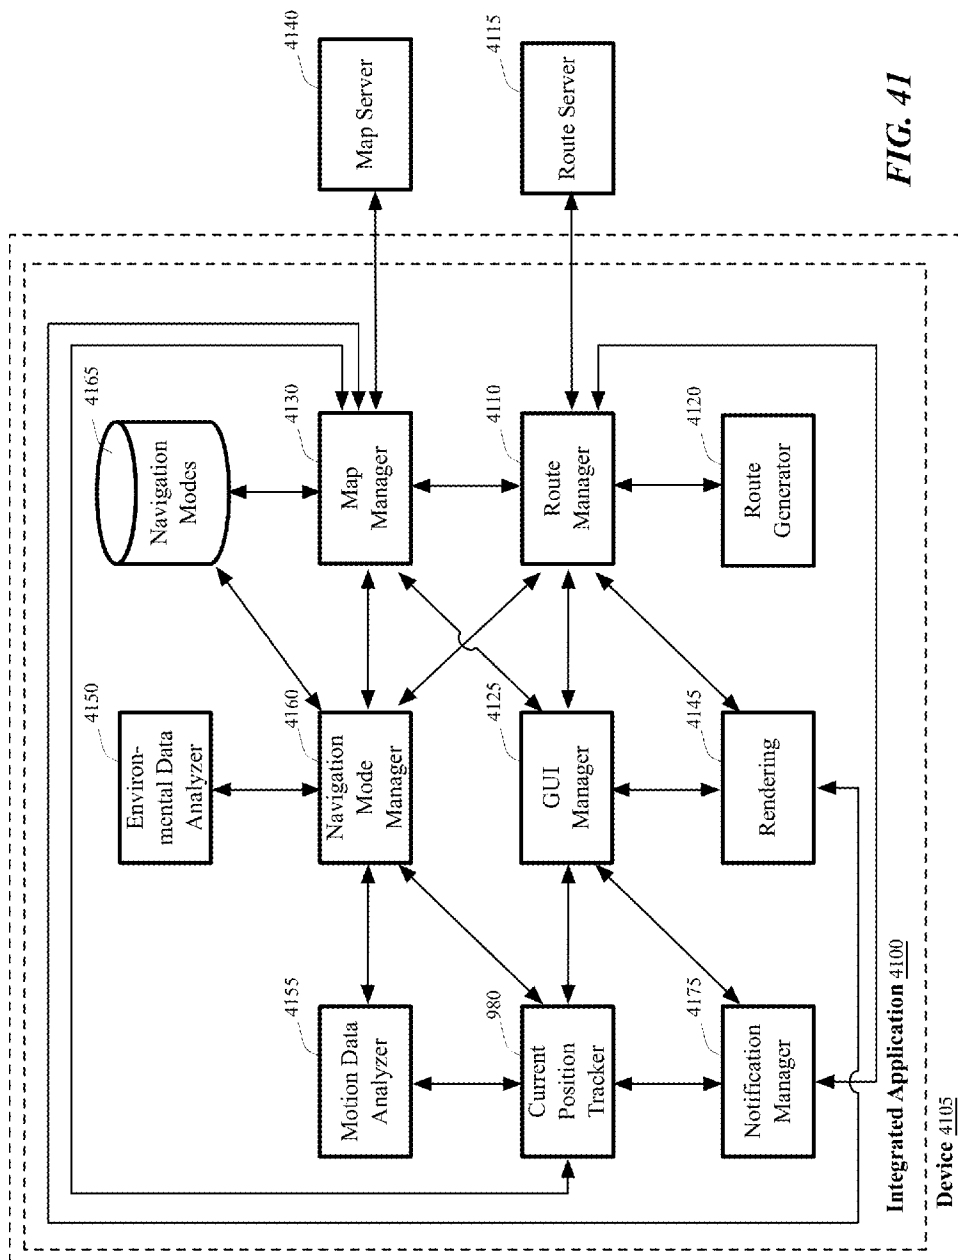 Device 4105
Integrated Application 4100
4155
Motion Data
Analyzer
980
Current
Position
Tracker
4175
Notification
Manager
4150
Environ-
mental Data
Analyzer
4160
Navigation
Mode
Manager
4125
GUI
Manager
4145
Rendering
4165
Navigation
Modes
4130
Map
Manager
4110
Route
Manager
4120
Route
Generator
4140
Map Server
4115
Route Server
FIG. 41